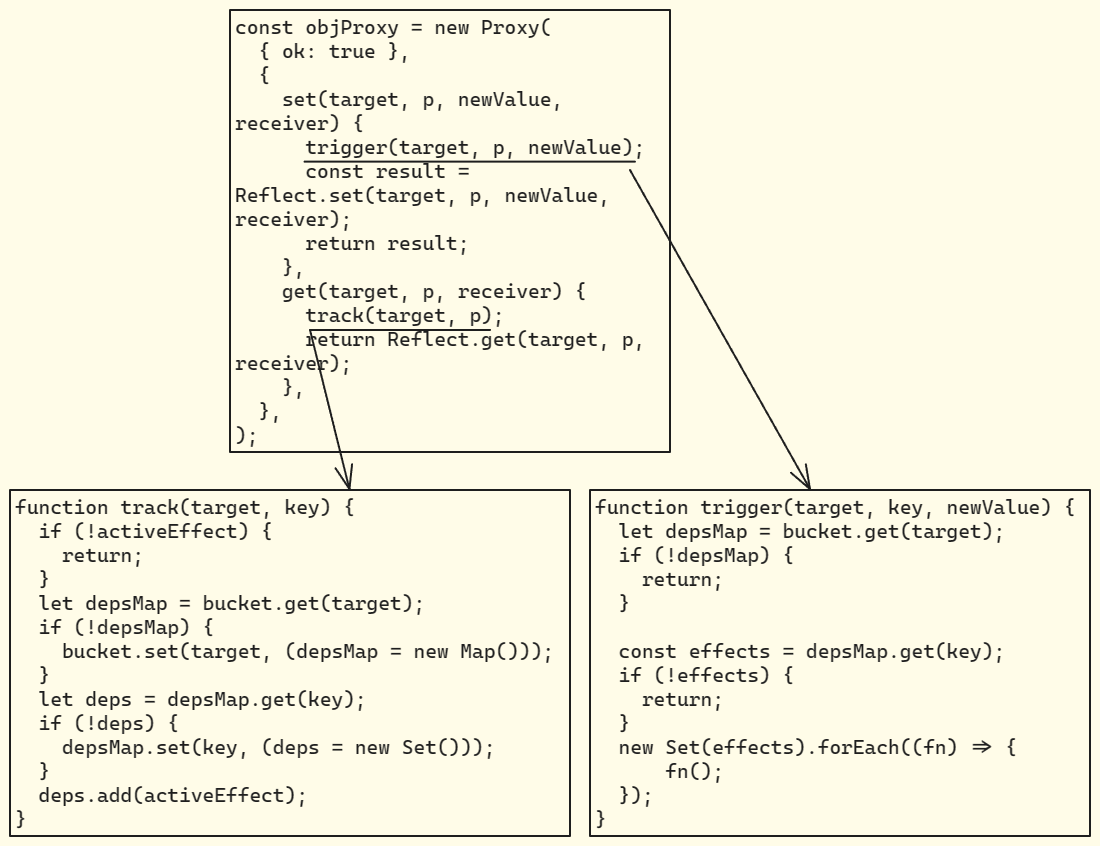 const objProxy = new Proxy(
  { ok: true },
  {
    set(target, p, newValue,
receiver) {
      trigger(target, p, newValue);
      const result =
Reflect.set(target, p, newValue,
receiver);
      return result;
    },
    get(target, p, receiver) {
      track(target, p);
      return Reflect.get(target, p,
receiver);
    },
  },
);
function track(target, key) {
  if (!activeEffect) {
    return;
  }
  let depsMap = bucket.get(target);
  if (!depsMap) {
    bucket.set(target, (depsMap = new Map()));
  }
  let deps = depsMap.get(key);
  if (!deps) {
    depsMap.set(key, (deps = new Set()));
  }
  deps.add(activeEffect);
}
function trigger(target, key, newValue) {
  let depsMap = bucket.get(target);
  if (!depsMap) {
    return;
  }

  const effects = depsMap.get(key);
  if (!effects) {
    return;
  }
  new Set(effects).forEach((fn) => {
      fn();
  });
}